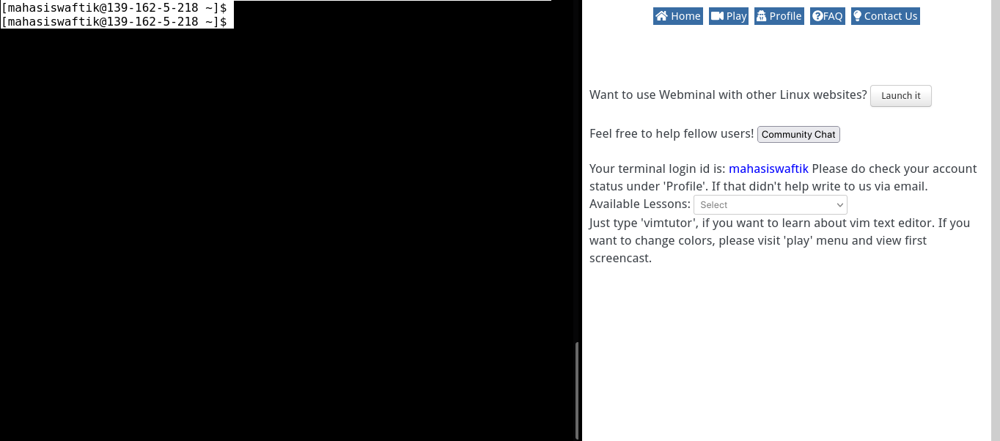 [mahasiswaftik@139-162-5-218 ~]$
[mahasiswaftik@139-162-5-218 ~]$
Home Play Profile FAQ Contact Us
Want to use Webminal with other Linux websites? Launch it
Feel free to help fellow users! Community Chat
Your terminal login id is: mahasiswaftik Please do check your account
status under 'Profile'. If that didn't help write to us via email.
Available Lessons: Select
Just type 'vimtutor', if you want to learn about vim text editor. If you
want to change colors, please visit 'play' menu and view first
screencast.